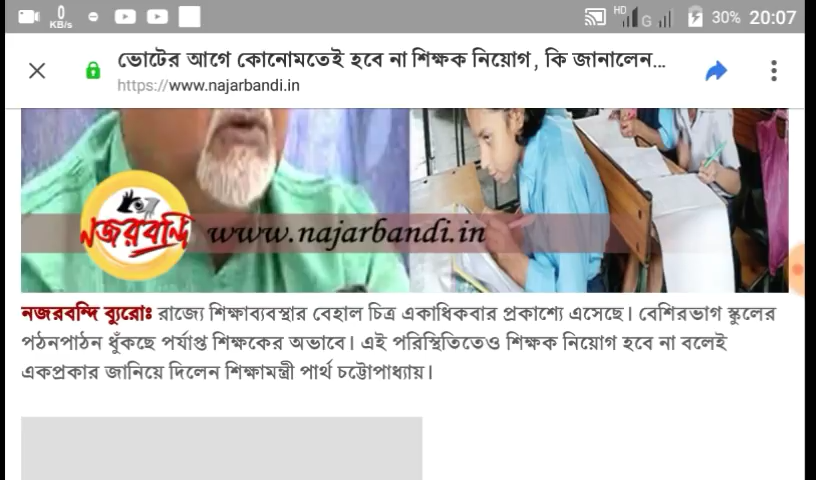 0
KB/s
HD
G
30%
20:07
ভোটের আগে কোনোমতেই হবে না শিক্ষক নিয়োগ, কি জানালেন...
https://www.najarbandi.in
নজরবন্দি
www.najarbandi.in
নজরবন্দি ব্যুরোঃ রাজ্যে শিক্ষাব্যবস্থার বেহাল চিত্র একাধিকবার প্রকাশ্যে এসেছে। বেশিরভাগ স্কুলের
পঠনপাঠন ধুঁকছে পর্যাপ্ত শিক্ষকের অভাবে। এই পরিস্থিতিতেও শিক্ষক নিয়োগ হবে না বলেই
একপ্রকার জানিয়ে দিলেন শিক্ষামন্ত্রী পার্থ চট্টোপাধ্যায়।